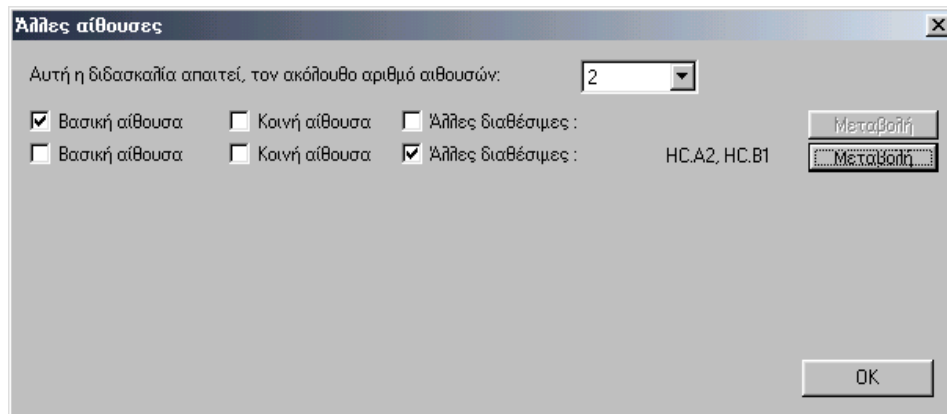 Άλλες αίθουσες
Αυτή η διδασκαλία απαιτεί, τον ακόλουθο αριθμό αιθουσών: 2
Βασική αίθουσα Κοινή αίθουσα Άλλες διαθέσιμες : Μεταβολή
Βασική αίθουσα Κοινή αίθουσα Άλλες διαθέσιμες : HC.A2, HC.B1 Μεταβολή
OK